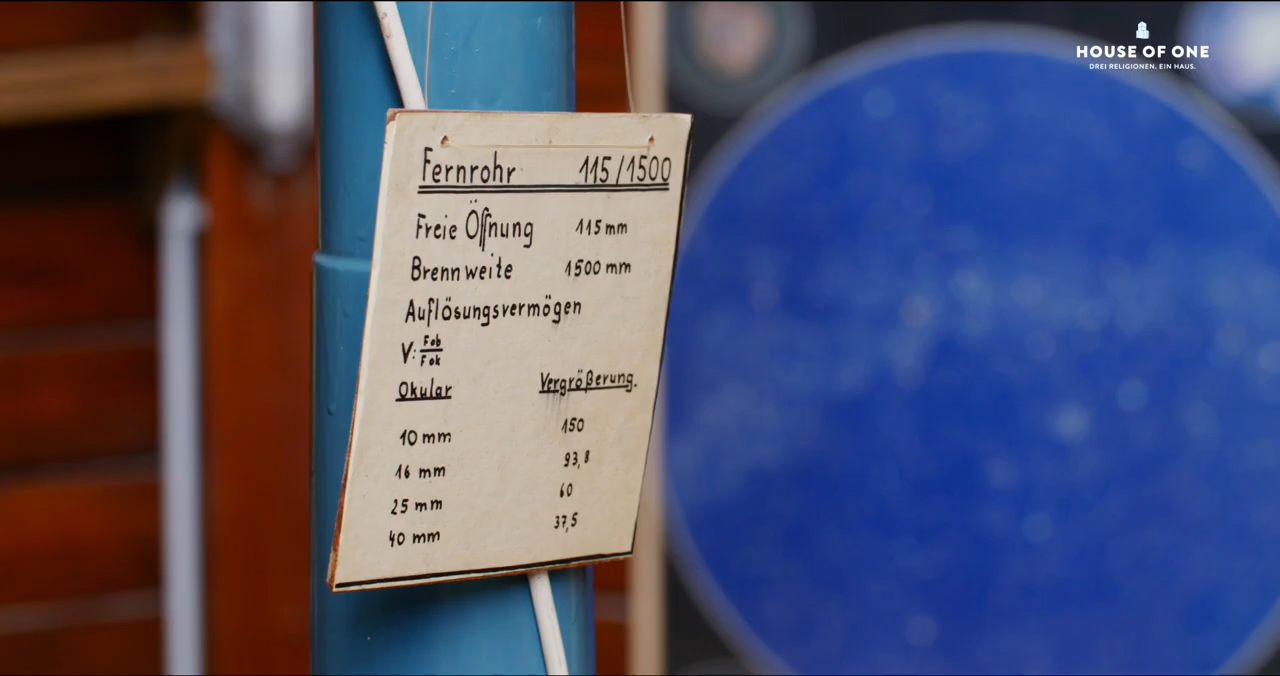 HOUSE OF ONE
DREI RELIGIONEN. EIN HAUS.
Fernrohr 115/1500
Freie Öffnung 115 mm
Brennweite 1500 mm
Auflösungsvermögen
V: Fob/Fok
Okular Vergrößerung.
10 mm 150
16 mm 93,8
25 mm 60
40 mm 37,5